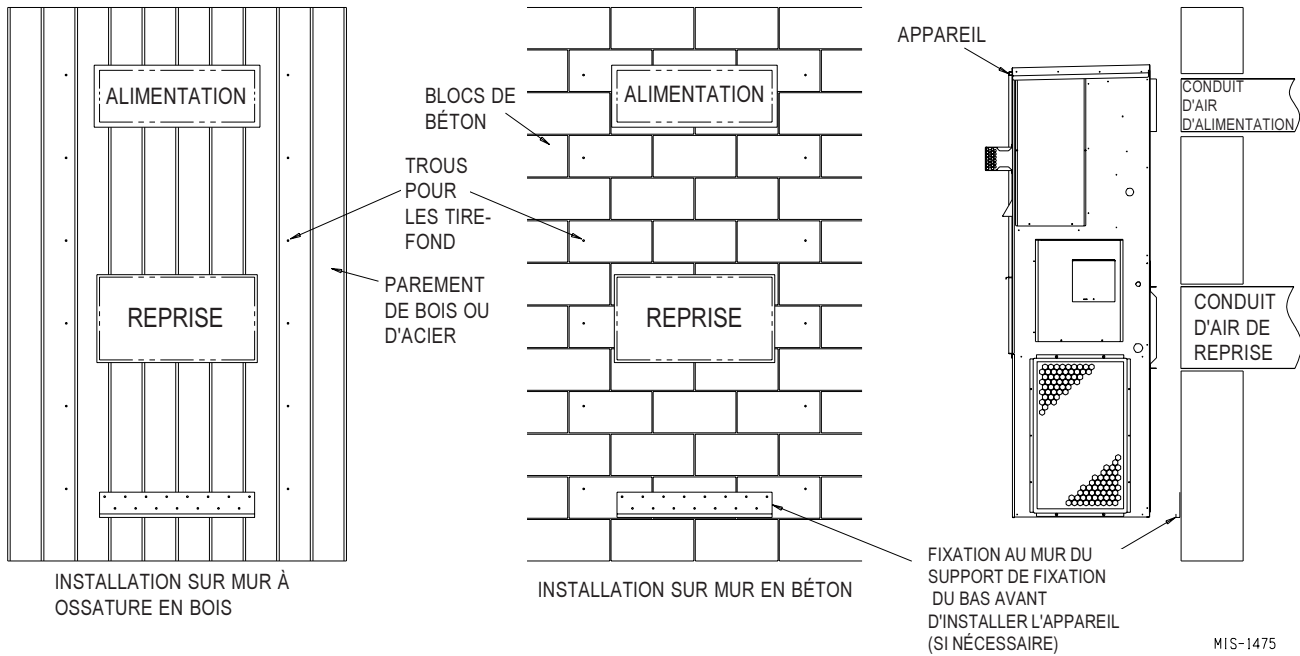 ALIMENTATION
REPRISE
INSTALLATION SUR MUR À
OSSATURE EN BOIS
TROUS
POUR
LES TIRE-
FOND
PAREMENT
DE BOIS OU
D'ACIER
BLOCS DE
BÉTON
ALIMENTATION
REPRISE
INSTALLATION SUR MUR EN BÉTON
APPAREIL
CONDUIT
D'AIR
D'ALIMENTATION
CONDUIT
D'AIR DE
REPRISE
FIXATION AU MUR DU
SUPPORT DE FIXATION
DU BAS AVANT
D'INSTALLER L'APPAREIL
(SI NÉCESSAIRE)
MIS-1475